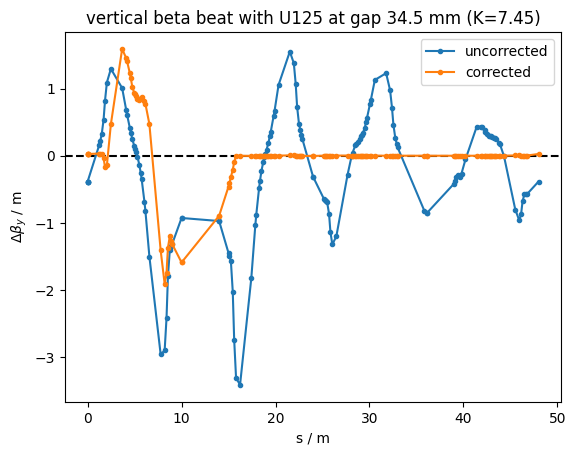 vertical beta beat with U125 at gap 34.5 mm (K=7.45)
uncorrected
corrected
1
0
−1
−2
−3
Δβy / m
0
10
20
30
40
50
s / m